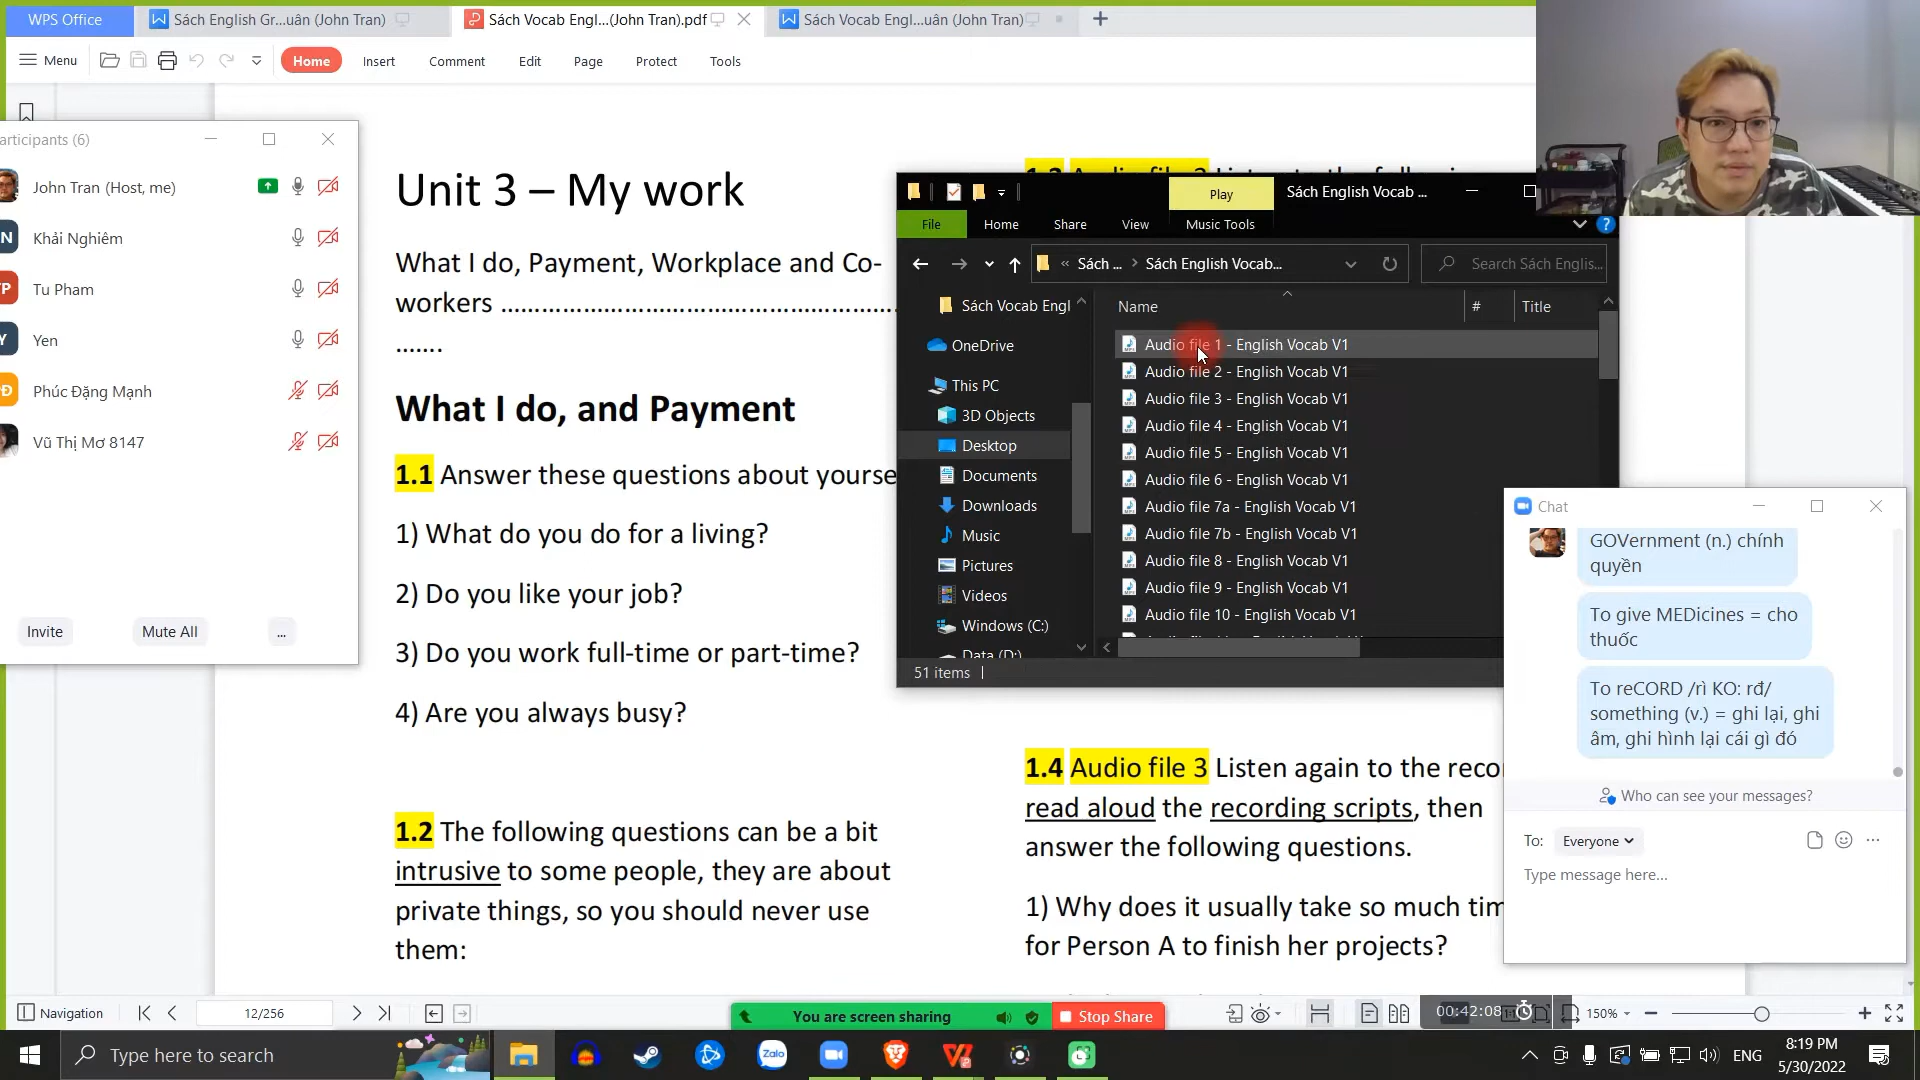 WPS Office
Sách English Gr...uân (John Tran)
Sách Vocab Engl...(John Tran).pdf
Sách Vocab Engl...uân (John Tran)
Menu
Home
Insert
Comment
Edit
Page
Protect
Tools
articipants (6)
John Tran (Host, me)
N Khải Nghiêm
TP Tu Pham
Y Yen
PĐ Phúc Đặng Mạnh
Vũ Thị Mơ 8147
Invite
Mute All
...
Unit 3 – My work
What I do, Payment, Workplace and Co-
workers
What I do, and Payment
1.1 Answer these questions about yourse
1) What do you do for a living?
2) Do you like your job?
3) Do you work full-time or part-time?
4) Are you always busy?
1.2 The following questions can be a bit
intrusive to some people, they are about
private things, so you should never use
them:
Play
Sách English Vocab ...
File
Home
Share
View
Music Tools
Sách ...
Sách English Vocab...
Search Sách Englis...
Sách Vocab Engl
OneDrive
This PC
3D Objects
Desktop
Documents
Downloads
Music
Pictures
Videos
Windows (C:)
Data (D:)
Name
#
Title
Audio file 1 - English Vocab V1
Audio file 2 - English Vocab V1
Audio file 3 - English Vocab V1
Audio file 4 - English Vocab V1
Audio file 5 - English Vocab V1
Audio file 6 - English Vocab V1
Audio file 7a - English Vocab V1
Audio file 7b - English Vocab V1
Audio file 8 - English Vocab V1
Audio file 9 - English Vocab V1
Audio file 10 - English Vocab V1
51 items
1.4 Audio file 3 Listen again to the reco
read aloud the recording scripts, then
answer the following questions.
1) Why does it usually take so much tim
for Person A to finish her projects?
Chat
GOVernment (n.) chính
quyền
To give MEDicines = cho
thuốc
To reCORD /rì KO: rđ/
something (v.) = ghi lại, ghi
âm, ghi hình lại cái gì đó
Who can see your messages?
To: Everyone
Type message here...
Navigation
12/256
You are screen sharing
Stop Share
00:42:08
150%
Type here to search
Zalo
ENG
8:19 PM
5/30/2022